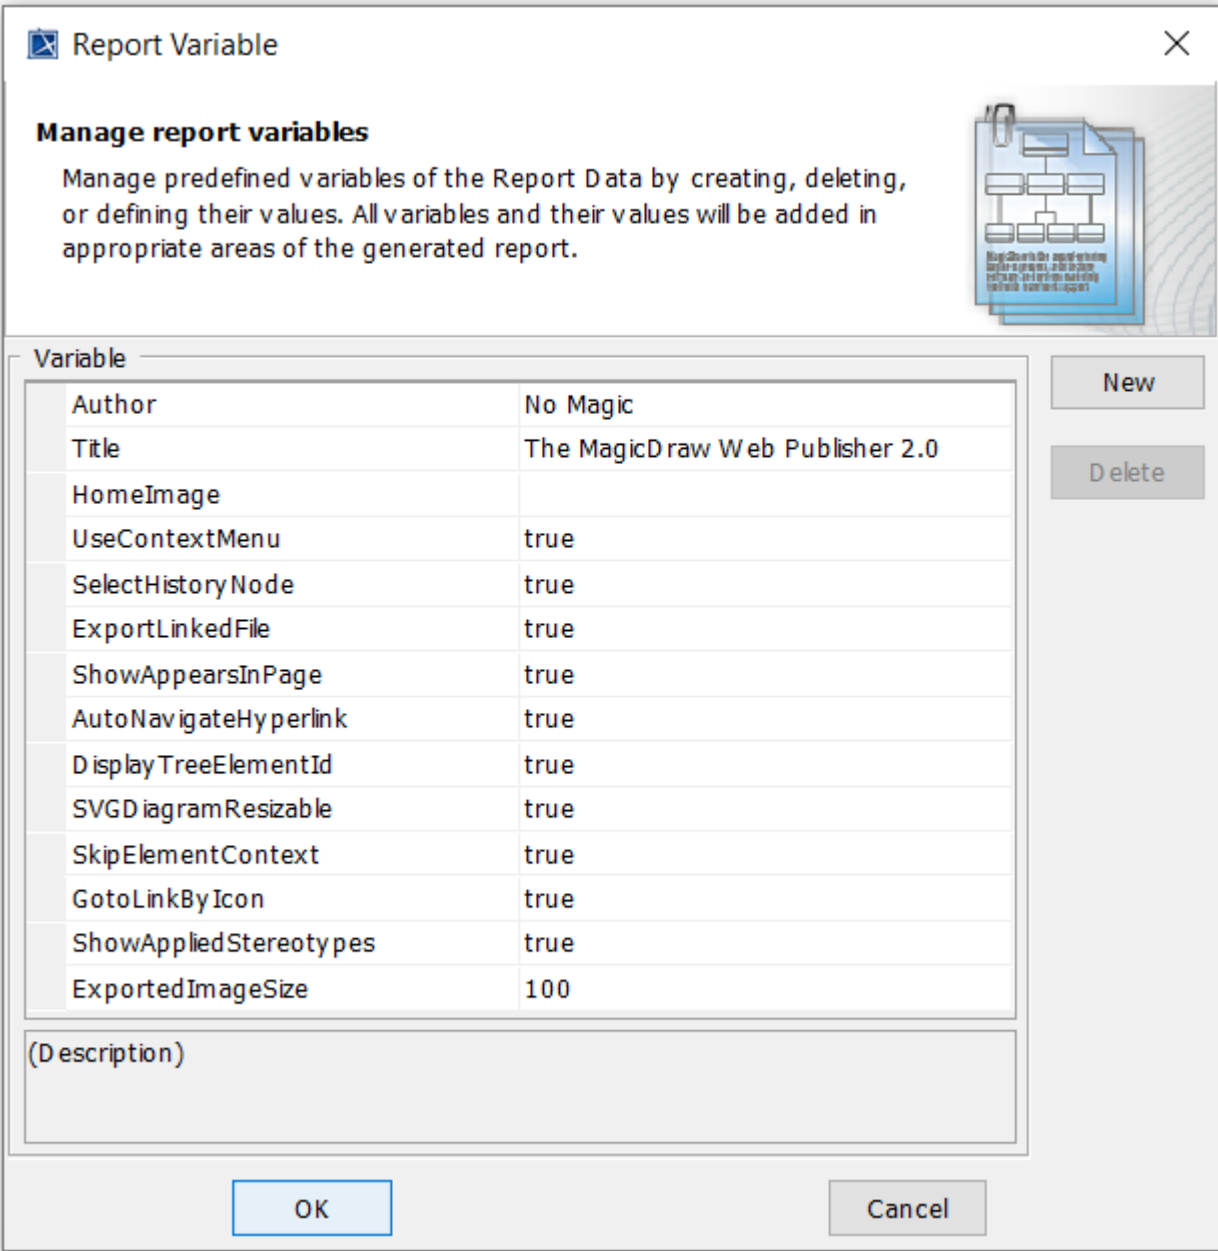 Report Variable
Manage report variables
Manage predefined variables of the Report Data by creating, deleting,
or defining their values. All variables and their values will be added in
appropriate areas of the generated report.
Variable
Author No Magic
Title The MagicDraw Web Publisher 2.0
HomeImage
UseContextMenu true
SelectHistoryNode true
ExportLinkedFile true
ShowAppearsInPage true
AutoNavigateHyperlink true
DisplayTreeElementId true
SVGDiagramResizable true
SkipElementContext true
GotoLinkByIcon true
ShowAppliedStereotypes true
ExportedImageSize 100
New
Delete
(Description)
OK
Cancel